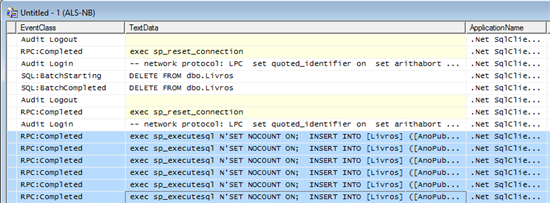 Untitled - 1 (ALS-NB)
EventClass TextData ApplicationName
Audit Logout .Net SqlClie...
RPC:Completed exec sp_reset_connection .Net SqlClie...
Audit Login -- network protocol: LPC set quoted_identifier on set arithabort ... .Net SqlClie...
SQL:BatchStarting DELETE FROM dbo.Livros .Net SqlClie...
SQL:BatchCompleted DELETE FROM dbo.Livros .Net SqlClie...
Audit Logout .Net SqlClie...
RPC:Completed exec sp_reset_connection .Net SqlClie...
Audit Login -- network protocol: LPC set quoted_identifier on set arithabort ... .Net SqlClie...
RPC:Completed exec sp_executesql N'SET NOCOUNT ON; INSERT INTO [Livros] ([AnoPub... .Net SqlClie...
RPC:Completed exec sp_executesql N'SET NOCOUNT ON; INSERT INTO [Livros] ([AnoPub... .Net SqlClie...
RPC:Completed exec sp_executesql N'SET NOCOUNT ON; INSERT INTO [Livros] ([AnoPub... .Net SqlClie...
RPC:Completed exec sp_executesql N'SET NOCOUNT ON; INSERT INTO [Livros] ([AnoPub... .Net SqlClie...
RPC:Completed exec sp_executesql N'SET NOCOUNT ON; INSERT INTO [Livros] ([AnoPub... .Net SqlClie...
RPC:Completed exec sp_executesql N'SET NOCOUNT ON; INSERT INTO [Livros] ([AnoPub... .Net SqlClie...